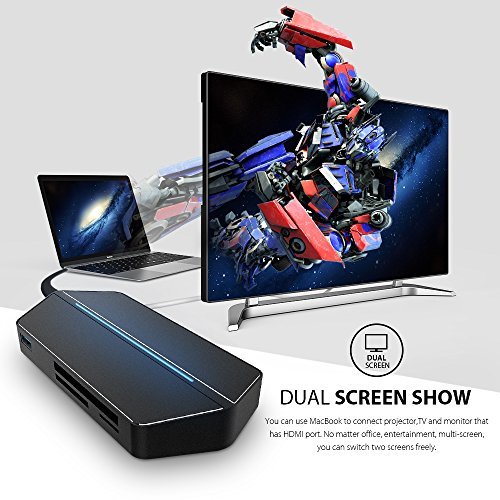 DUAL
SCREEN
DUAL SCREEN SHOW
You can use MacBook to connect projector,TV and monitor that
has HDMI port. No matter office, entertainment, multi-screen,
you can switch two screens freely.